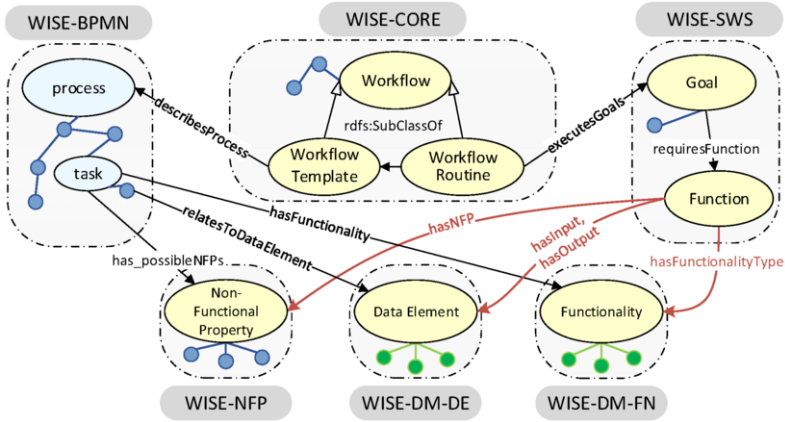 WISE-BPMN
WISE-CORE
WISE-SWS
process
Workflow
Goal
describesProcess
rdfs:SubClassOf
executesGoals
requiresFunction
Workflow
Template
Workflow
Routine
task
Function
hasFunctionality
relatesToDataElement
hasNFP
hasInput,
hasOutput
has_possibleNFPs
hasFunctionalityType
Non-
Functional
Property
Data Element
Functionality
WISE-NFP
WISE-DM-DE
WISE-DM-FN